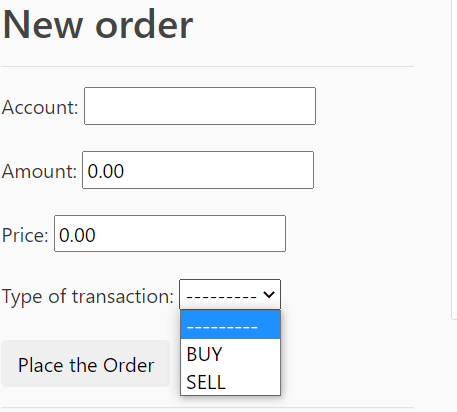 New order
Account:
Amount: 0.00
Price: 0.00
Type of transaction: ---------
---------
BUY
SELL
Place the Order